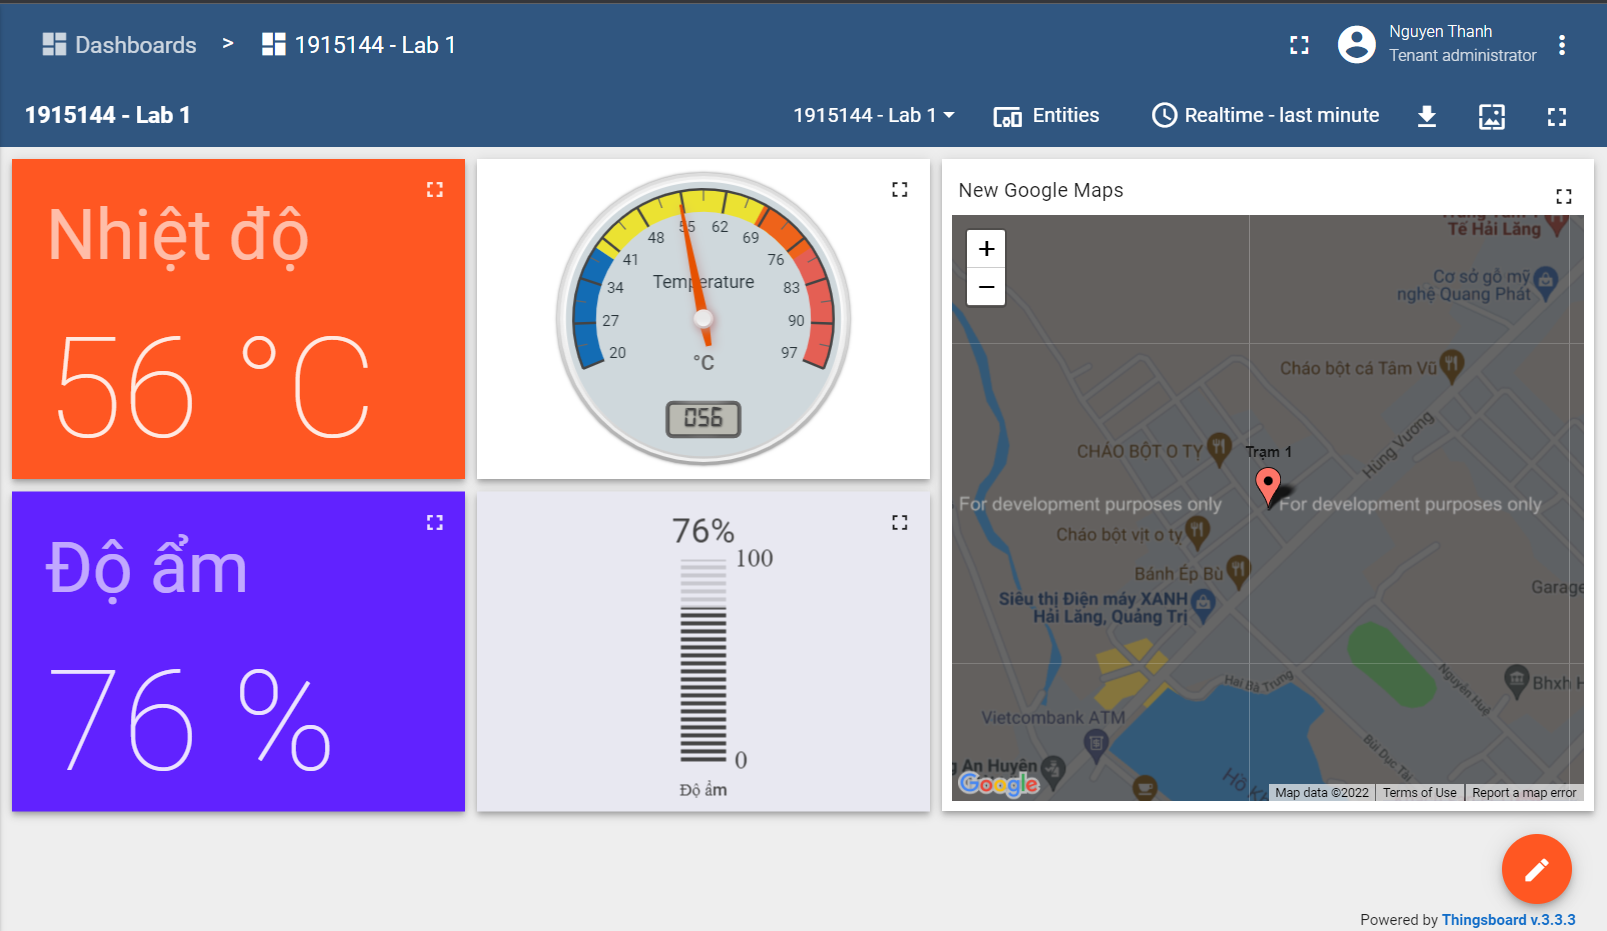 Dashboards > 1915144 - Lab 1
Nguyen Thanh
Tenant administrator
1915144 - Lab 1
1915144 - Lab 1
Entities
Realtime - last minute
Nhiệt độ
56 °C
20
27
34
41
48
55
62
69
76
83
90
97
Temperature
°C
056
New Google Maps
+
−
Tế Hải Lăng
Cơ sở gỗ mỹ
nghệ Quang Phát
Cháo bột cá Tâm Vũ
CHÁO BỘT O TỴ
Trạm 1
Hùng Vương
For development purposes only
For development purposes only
Cháo bột vịt o tỵ
Bánh Ép Bù
Garage
Siêu thị Điện máy XANH
Hải Lăng, Quảng Trị
Hai Bà Trưng
Nguyễn Huệ
Bhxh H
Vietcombank ATM
Bùi Dục Tài
An Huyện
Google
Map data ©2022
Terms of Use
Report a map error
Độ ẩm
76 %
76%
100
0
Độ ẩm
Powered by Thingsboard v.3.3.3